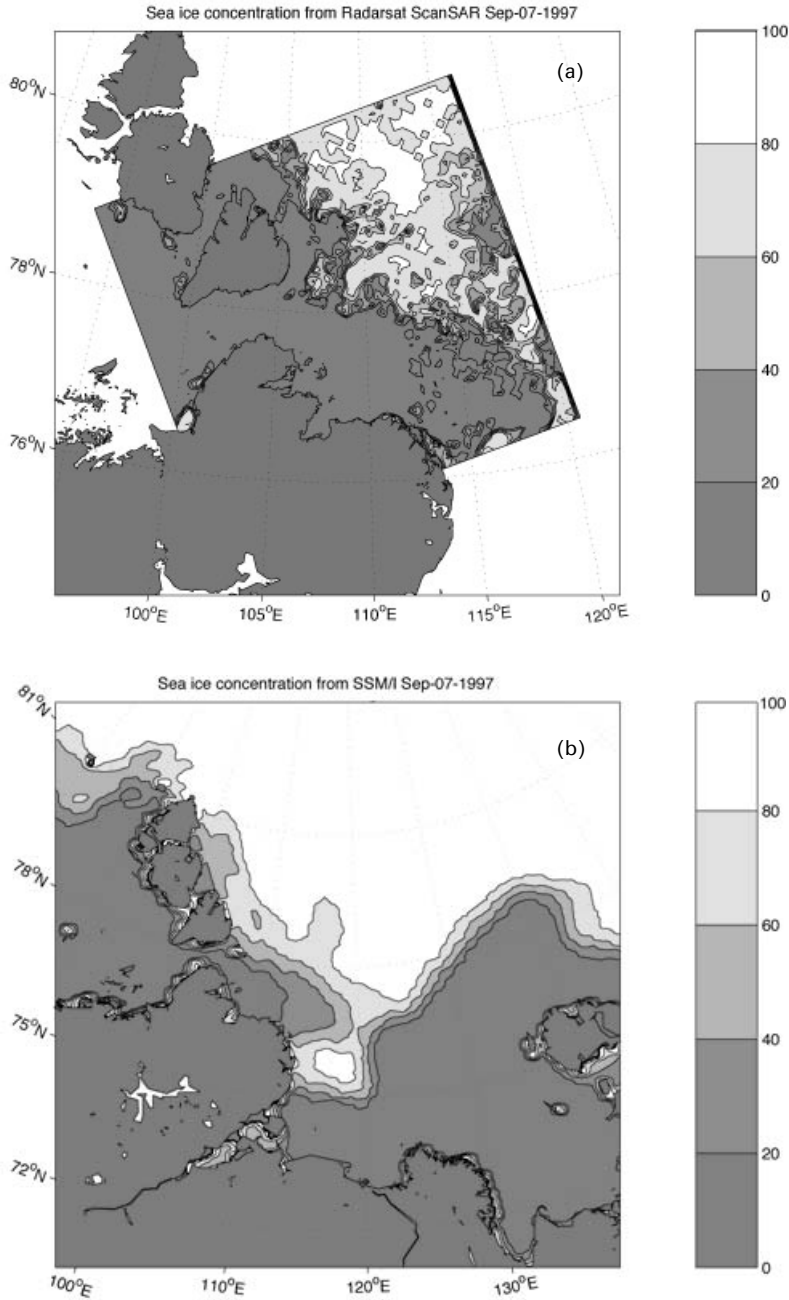 Sea ice concentration from Radarsat ScanSAR Sep-07-1997
(a)
80°N
78°N
76°N
100°E
105°E
110°E
115°E
120°E
100
80
60
40
20
0
Sea ice concentration from SSM/I Sep-07-1997
(b)
81°N
78°N
75°N
72°N
100°E
110°E
120°E
130°E
100
80
60
40
20
0